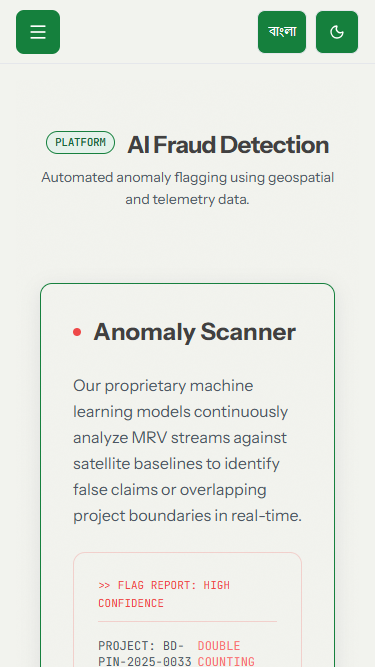 বাংলা
PLATFORM AI Fraud Detection
Automated anomaly flagging using geospatial
and telemetry data.
Anomaly Scanner
Our proprietary machine
learning models continuously
analyze MRV streams against
satellite baselines to identify
false claims or overlapping
project boundaries in real-time.
>> FLAG REPORT: HIGH
CONFIDENCE
PROJECT: BD- DOUBLE
PIN-2025-0033 COUNTING